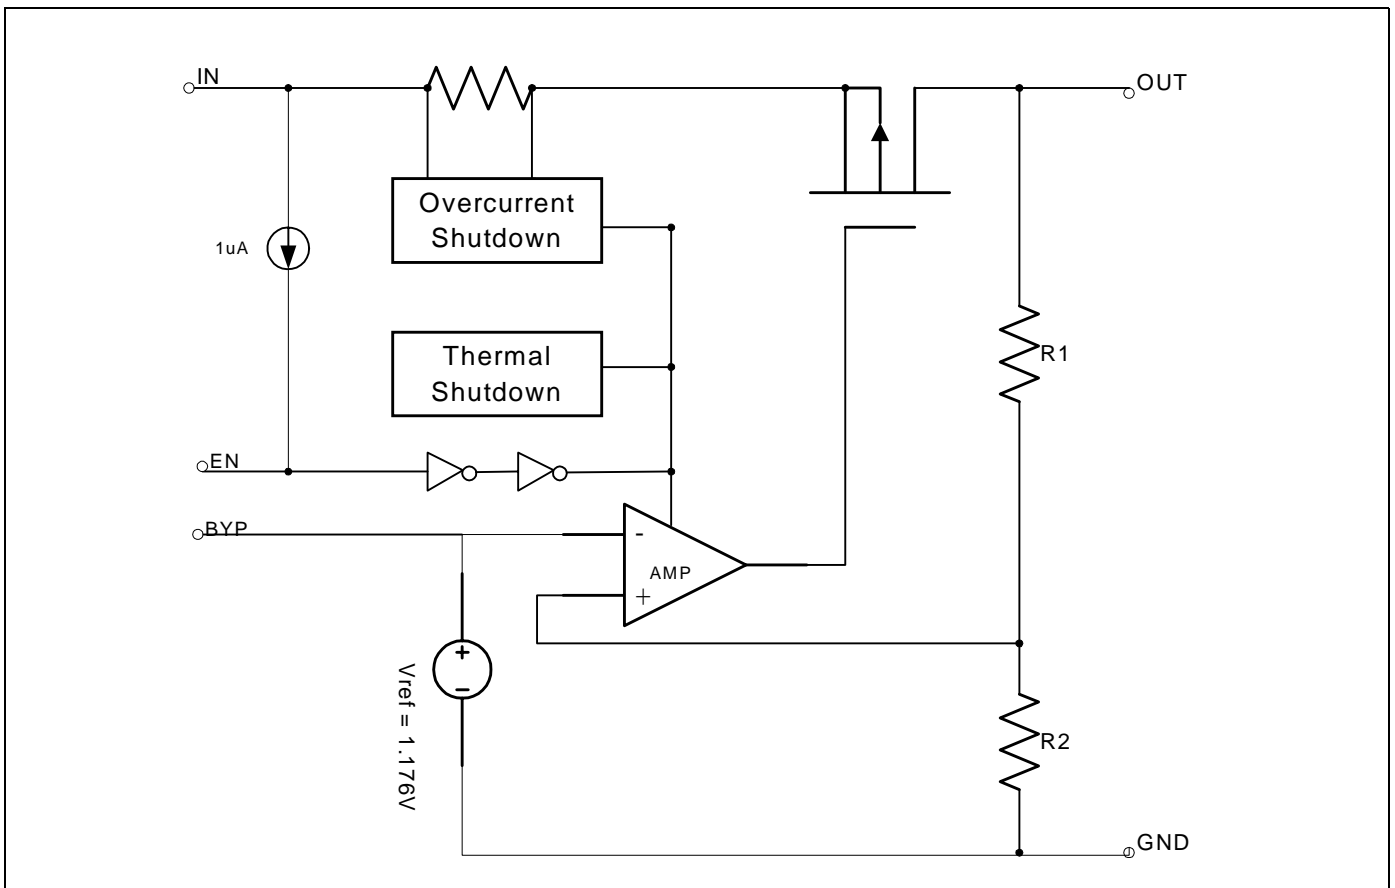 IN
OUT
Overcurrent
Shutdown
1uA
Thermal
Shutdown
R1
EN
BYP
-
AMP
+
+
−
Vref = 1.176V
R2
GND